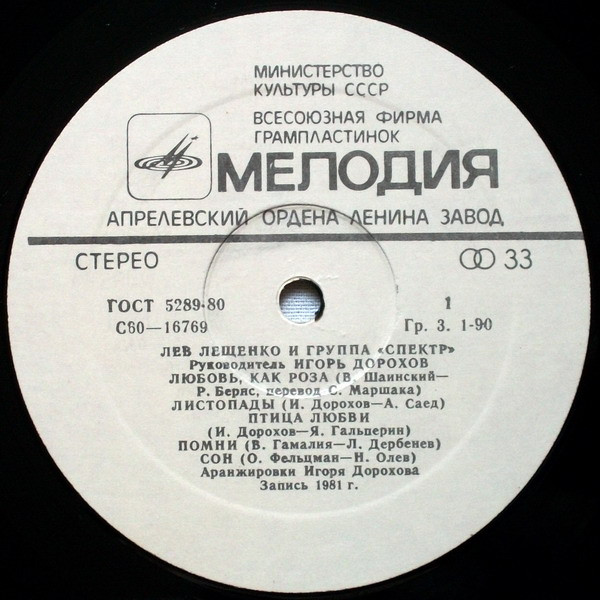 МИНИСТЕРСТВО
КУЛЬТУРЫ СССР
ВСЕСОЮЗНАЯ ФИРМА
ГРАМПЛАСТИНОК
МЕЛОДИЯ
АПРЕЛЕВСКИЙ ОРДЕНА ЛЕНИНА ЗАВОД
СТЕРЕО 33
ГОСТ 5289-80 1
С60—16769 Гр. 3. 1-90
ЛЕВ ЛЕЩЕНКО И ГРУППА «СПЕКТР»
Руководитель ИГОРЬ ДОРОХОВ
ЛЮБОВЬ, КАК РОЗА (В. Шаинский—
Р. Бернс, перевод С. Маршака)
ЛИСТОПАДЫ (И. Дорохов—А. Саед)
ПТИЦА ЛЮБВИ
(И. Дорохов—Я. Гальперин)
ПОМНИ (В. Гамалия—Л. Дербенев)
СОН (О. Фельцман—Н. Олев)
Аранжировки Игоря Дорохова
Запись 1981 г.